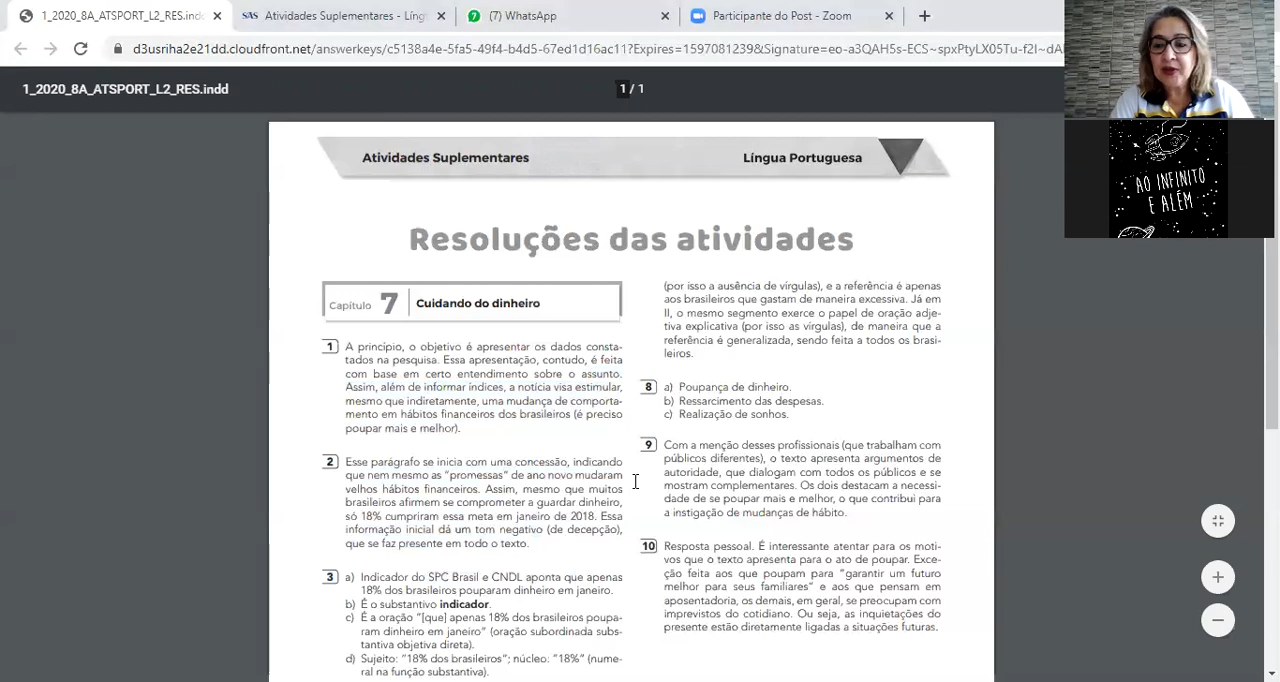 1_2020_8A_ATSPORT_L2_RES.ind
SAS Atividades Suplementares - Líng
(7) WhatsApp
Participante do Post - Zoom
d3usriha2e21dd.cloudfront.net/answerkeys/c5138a4e-5fa5-49f4-b4d5-67ed1d16ac11?Expires=1597081239&Signature=eo-a3QAH5s-ECS~spxPtyLX05Tu-f2I~dA
1_2020_8A_ATSPORT_L2_RES.indd
1 / 1
AO INFINITO
E ALÉM
Atividades Suplementares
Língua Portuguesa
Resoluções das atividades
Capítulo 7 Cuidando do dinheiro
1 A princípio, o objetivo é apresentar os dados consta-
tados na pesquisa. Essa apresentação, contudo, é feita
com base em certo entendimento sobre o assunto.
Assim, além de informar índices, a notícia visa estimular,
mesmo que indiretamente, uma mudança de comporta-
mento em hábitos financeiros dos brasileiros (é preciso
poupar mais e melhor).
2 Esse parágrafo se inicia com uma concessão, indicando
que nem mesmo as "promessas" de ano novo mudaram
velhos hábitos financeiros. Assim, mesmo que muitos
brasileiros afirmem se comprometer a guardar dinheiro,
só 18% cumpriram essa meta em janeiro de 2018. Essa
informação inicial dá um tom negativo (de decepção),
que se faz presente em todo o texto.
3 a) Indicador do SPC Brasil e CNDL aponta que apenas
18% dos brasileiros pouparam dinheiro em janeiro.
b) É o substantivo indicador.
c) É a oração "[que] apenas 18% dos brasileiros poupa-
ram dinheiro em janeiro" (oração subordinada subs-
tantiva objetiva direta).
d) Sujeito: "18% dos brasileiros"; núcleo: "18%" (nume-
ral na função substantiva).
(por isso a ausência de vírgulas), e a referência é apenas
aos brasileiros que gastam de maneira excessiva. Já em
II, o mesmo segmento exerce o papel de oração adje-
tiva explicativa (por isso as vírgulas), de maneira que a
referência é generalizada, sendo feita a todos os brasi-
leiros.
8 a) Poupança de dinheiro.
b) Ressarcimento das despesas.
c) Realização de sonhos.
9 Com a menção desses profissionais (que trabalham com
públicos diferentes), o texto apresenta argumentos de
autoridade, que dialogam com todos os públicos e se
mostram complementares. Os dois destacam a necessi-
dade de se poupar mais e melhor, o que contribui para
a instigação de mudanças de hábito.
10 Resposta pessoal. É interessante atentar para os moti-
vos que o texto apresenta para o ato de poupar. Exce-
ção feita aos que poupam para "garantir um futuro
melhor para seus familiares" e aos que pensam em
aposentadoria, os demais, em geral, se preocupam com
imprevistos do cotidiano. Ou seja, as inquietações do
presente estão diretamente ligadas a situações futuras.